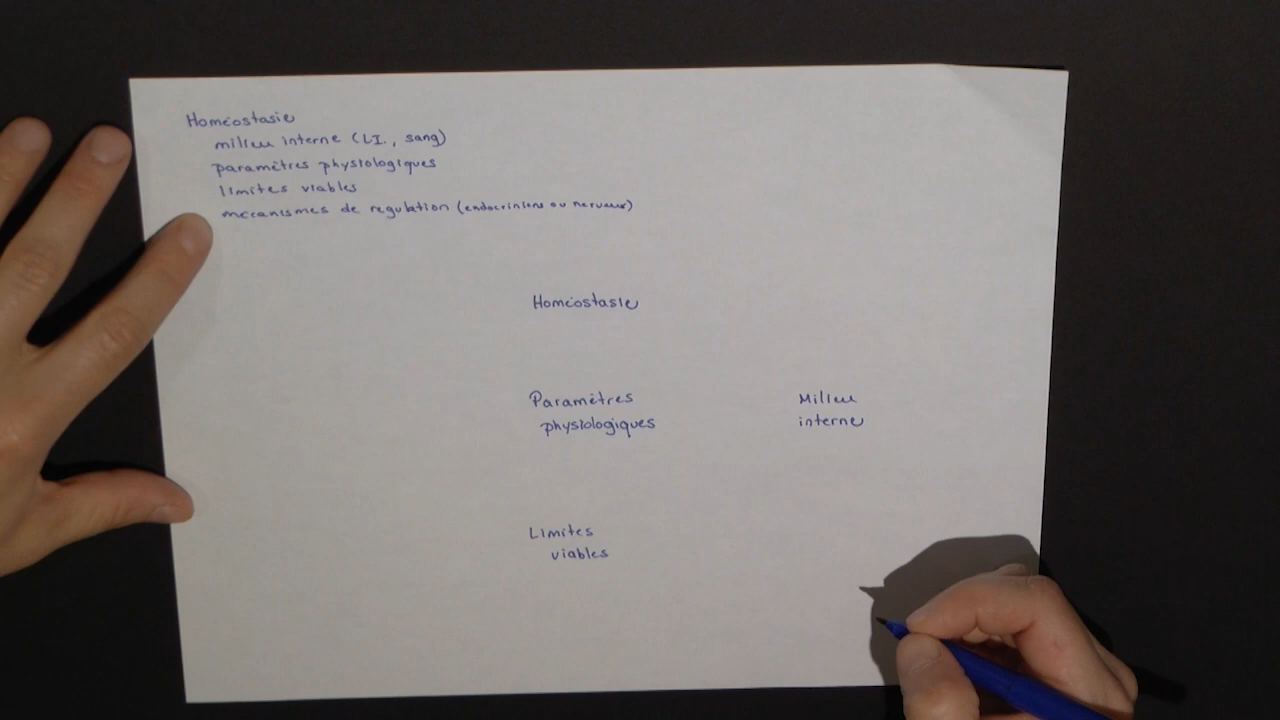 Homéostasie
milieu interne (LI., sang)
paramètres physiologiques
limites viables
mécanismes de régulation (endocriniens ou nerveux)
Homéostasie
Paramètres
physiologiques
Milieu
interne
Limites
viables